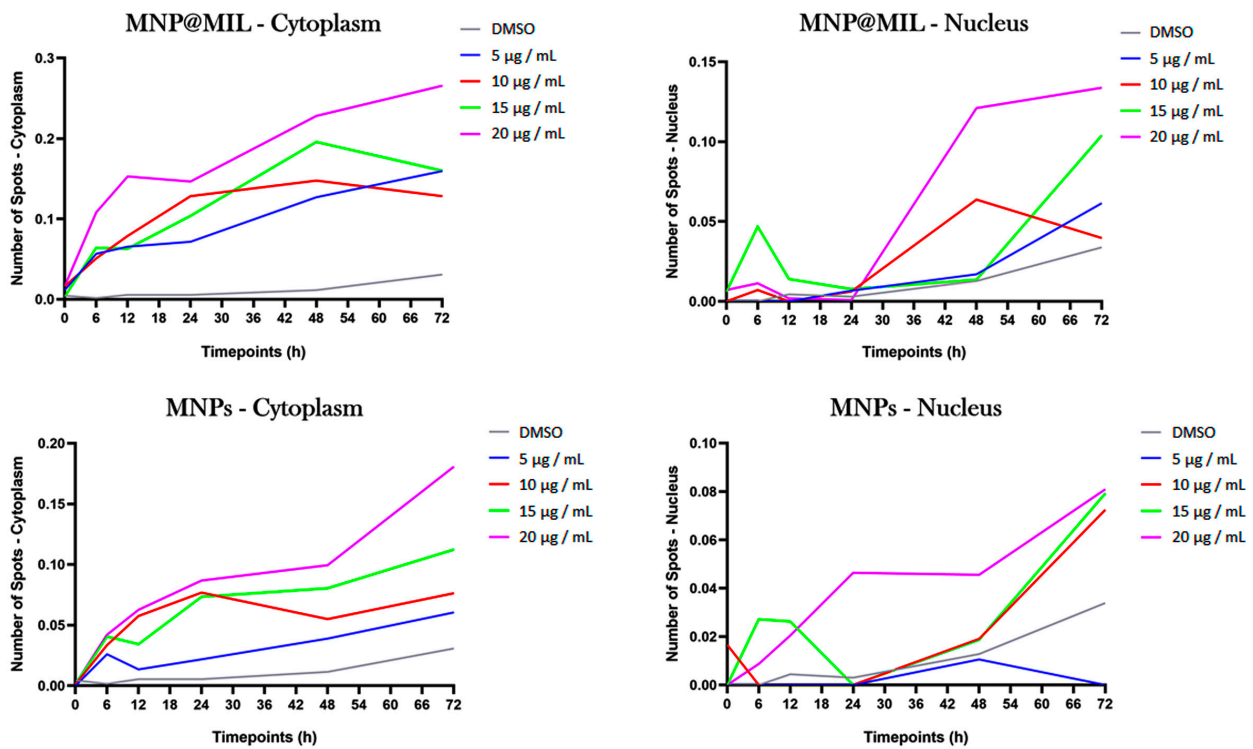 MNP@MIL - Cytoplasm
DMSO
5 µg / mL
10 µg / mL
15 µg / mL
20 µg / mL
Number of Spots - Cytoplasm
0.3
0.2
0.1
0.0
0 6 12 18 24 30 36 42 48 54 60 66 72
Timepoints (h)
MNP@MIL - Nucleus
DMSO
5 µg / mL
10 µg / mL
15 µg / mL
20 µg / mL
Number of Spots - Nucleus
0.15
0.10
0.05
0.00
0 6 12 18 24 30 36 42 48 54 60 66 72
Timepoints (h)
MNPs - Cytoplasm
DMSO
5 µg / mL
10 µg / mL
15 µg / mL
20 µg / mL
Number of Spots - Cytoplasm
0.20
0.15
0.10
0.05
0.00
0 6 12 18 24 30 36 42 48 54 60 66 72
Timepoints (h)
MNPs - Nucleus
DMSO
5 µg / mL
10 µg / mL
15 µg / mL
20 µg / mL
Number of Spots - Nucleus
0.10
0.08
0.06
0.04
0.02
0.00
0 6 12 18 24 30 36 42 48 54 60 66 72
Timepoints (h)